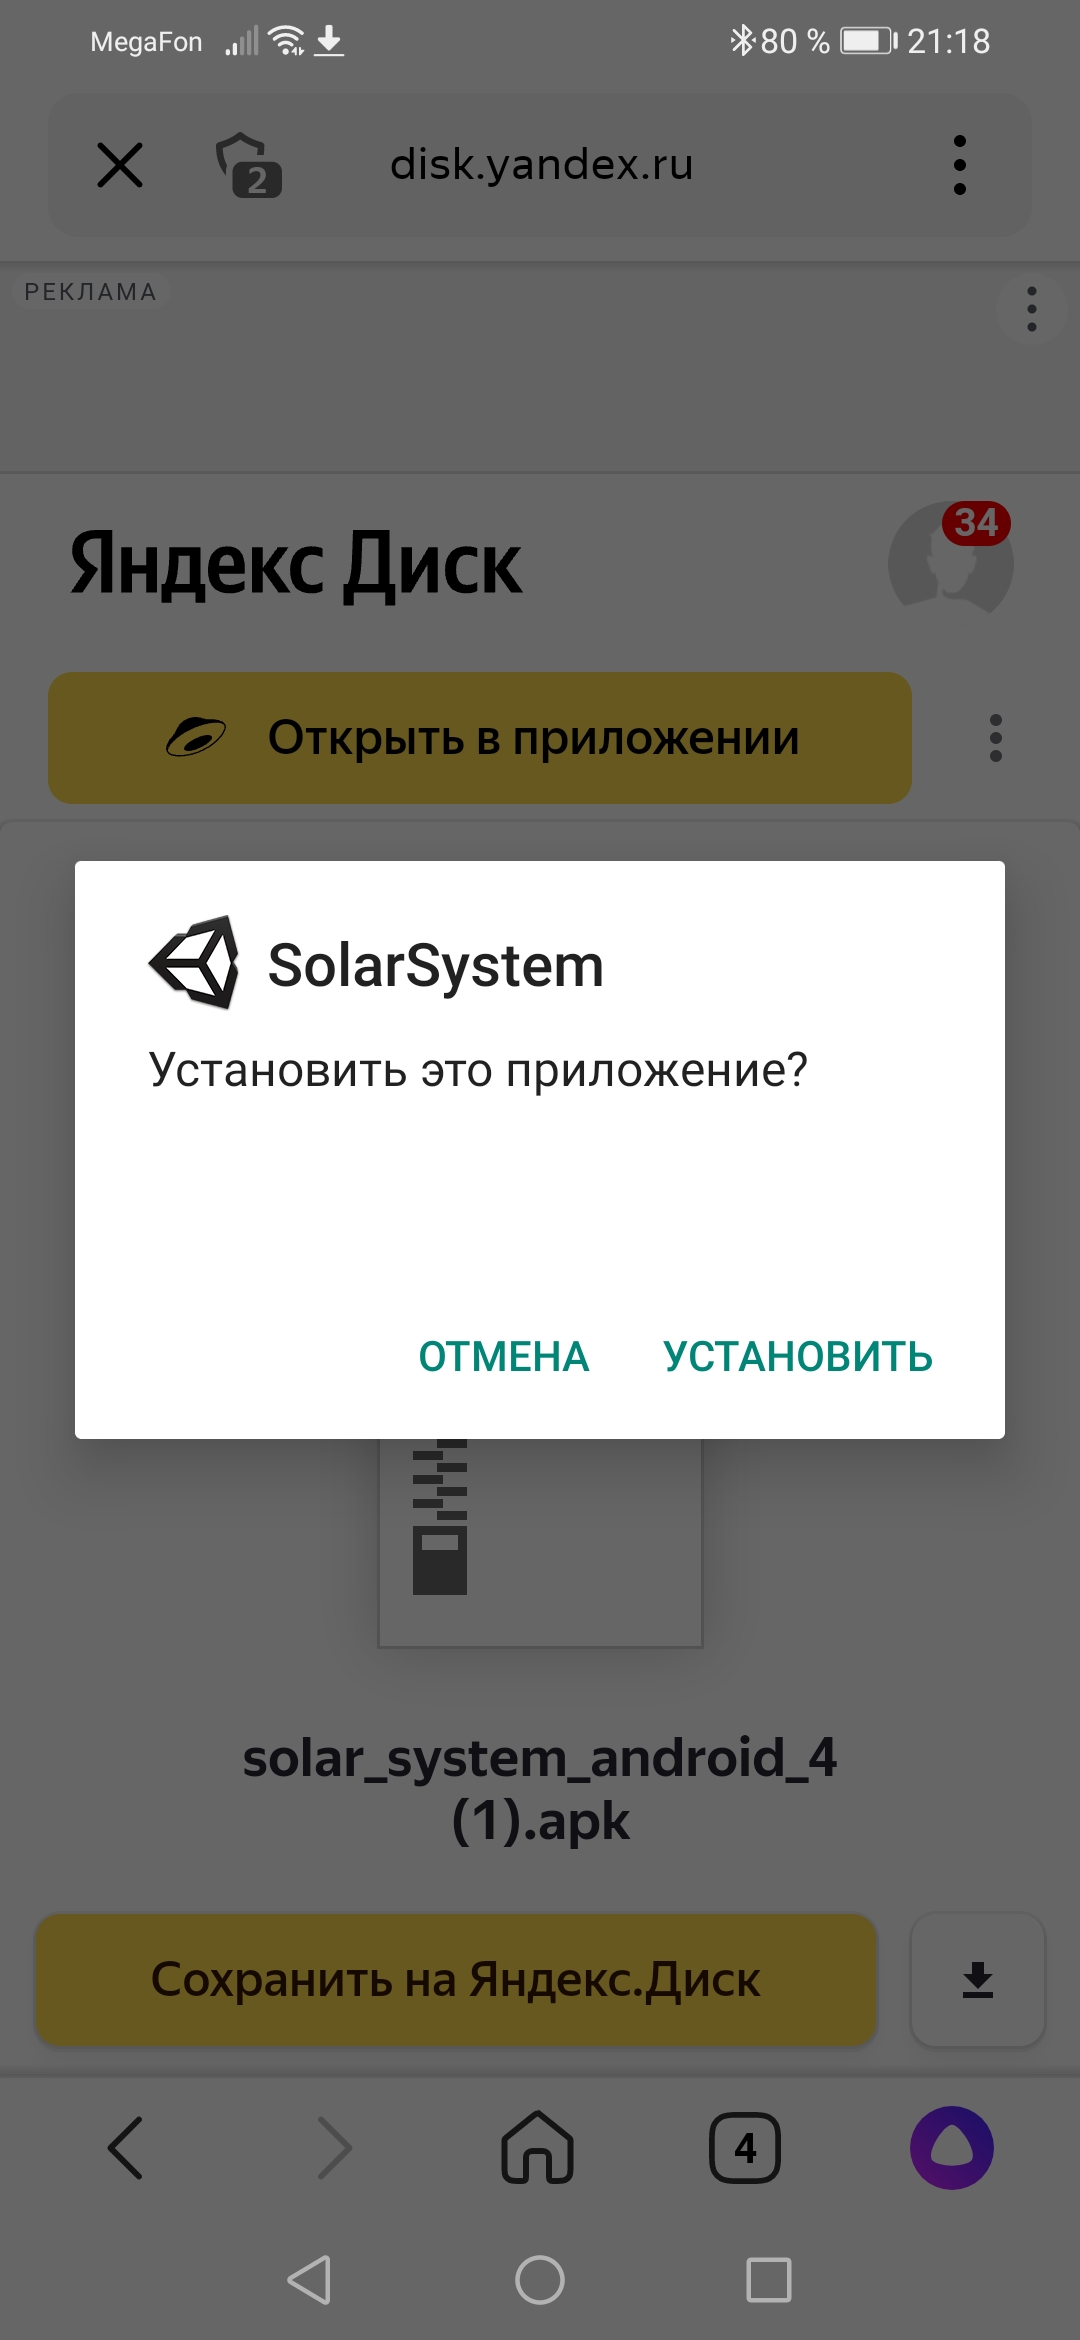 MegaFon 80 % 21:18
2 disk.yandex.ru
РЕКЛАМА
Яндекс Диск 34
Открыть в приложении
SolarSystem
Установить это приложение?
ОТМЕНА УСТАНОВИТЬ
solar_system_android_4
(1).apk
Сохранить на Яндекс.Диск
4